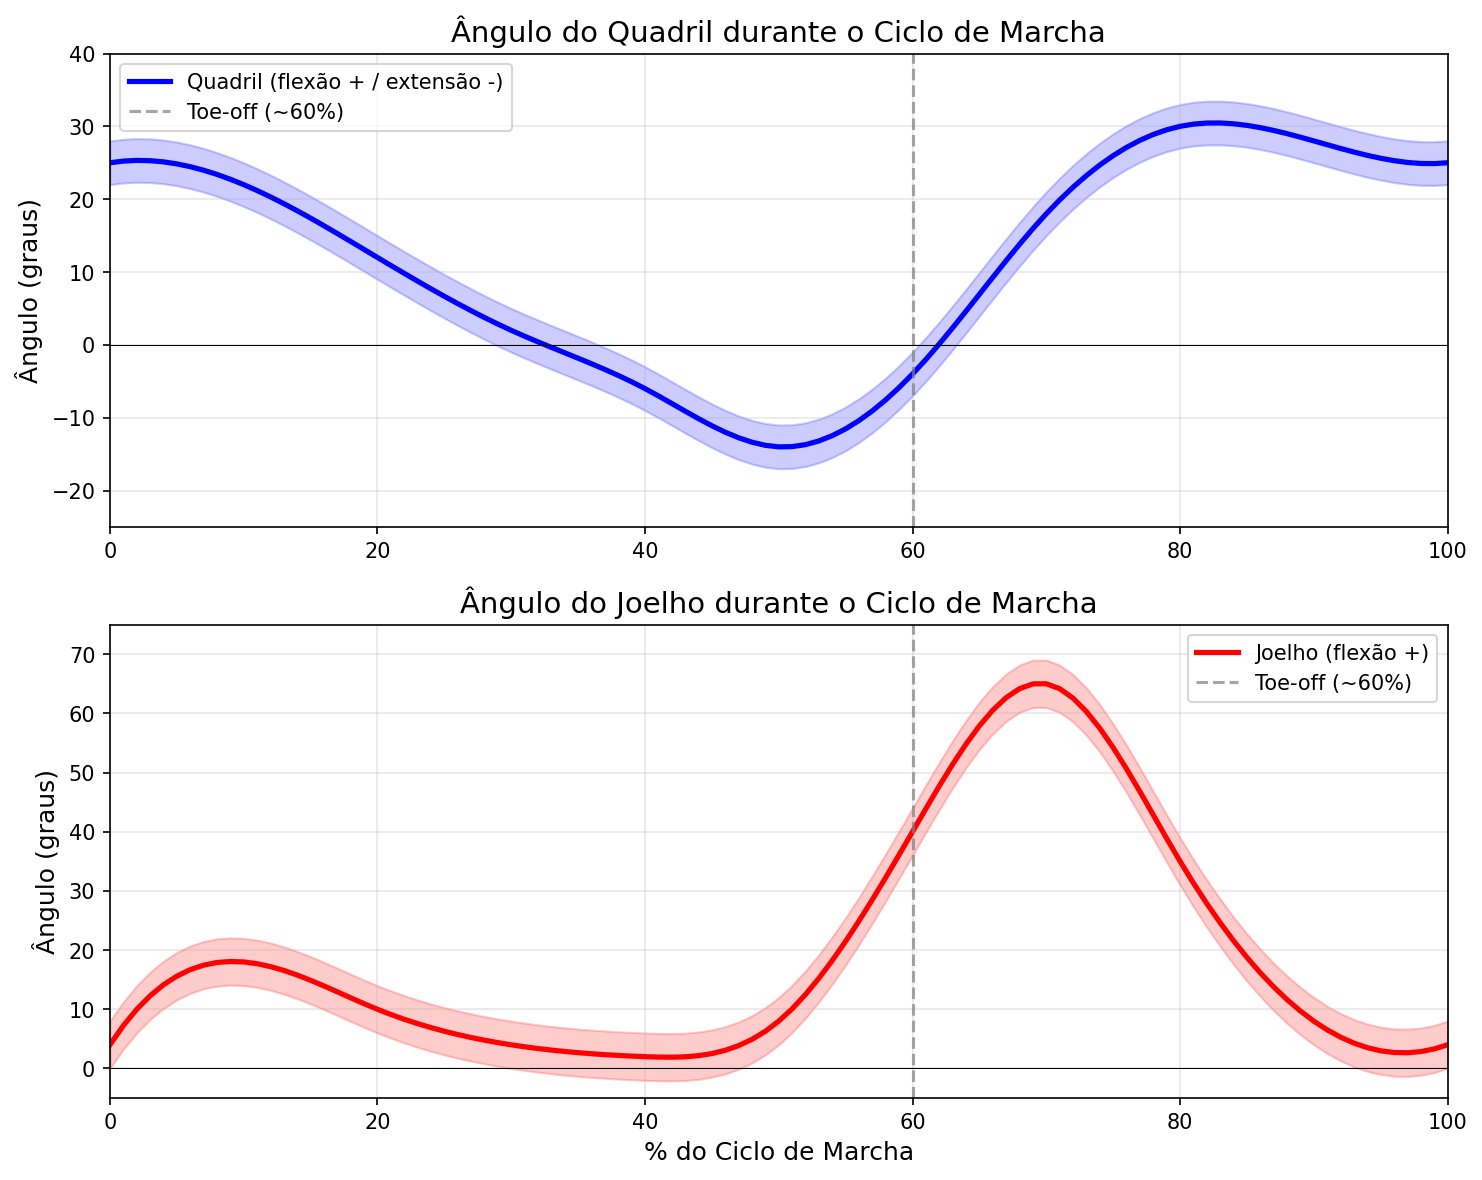 Ângulo do Quadril durante o Ciclo de Marcha
Quadril (flexão + / extensão -)
Toe-off (~60%)
Ângulo (graus)
40
30
20
10
0
−10
−20
0 20 40 60 80 100
Ângulo do Joelho durante o Ciclo de Marcha
Joelho (flexão +)
Toe-off (~60%)
Ângulo (graus)
70
60
50
40
30
20
10
0
0 20 40 60 80 100
% do Ciclo de Marcha